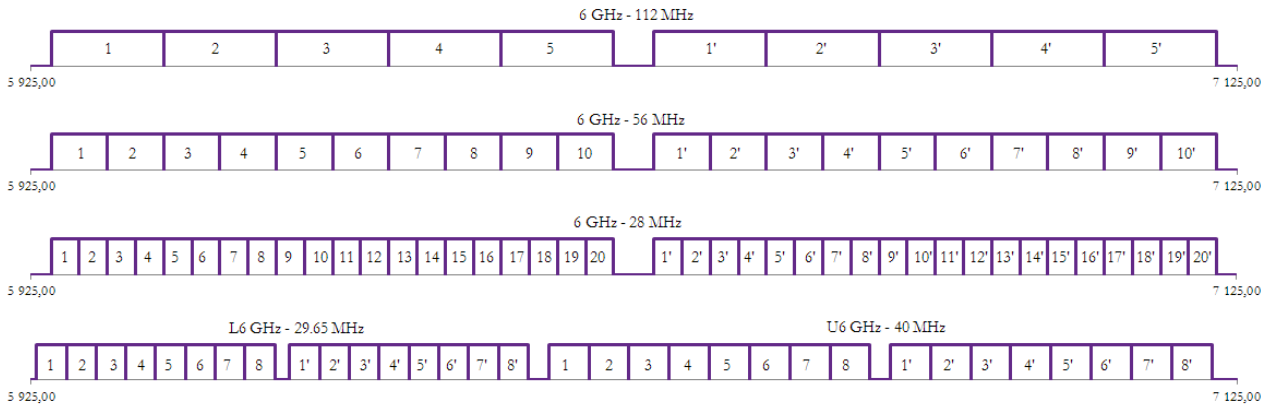 6 GHz - 112 MHz
1 2 3 4 5 1' 2' 3' 4' 5'
5 925,00 7 125,00
6 GHz - 56 MHz
1 2 3 4 5 6 7 8 9 10 1' 2' 3' 4' 5' 6' 7' 8' 9' 10'
5 925,00 7 125,00
6 GHz - 28 MHz
1 2 3 4 5 6 7 8 9 10 11 12 13 14 15 16 17 18 19 20 1' 2' 3' 4' 5' 6' 7' 8' 9' 10' 11' 12' 13' 14' 15' 16' 17' 18' 19' 20'
5 925,00 7 125,00
L6 GHz - 29.65 MHz U6 GHz - 40 MHz
1 2 3 4 5 6 7 8 1' 2' 3' 4' 5' 6' 7' 8' 1 2 3 4 5 6 7 8 1' 2' 3' 4' 5' 6' 7' 8'
5 925,00 7 125,00